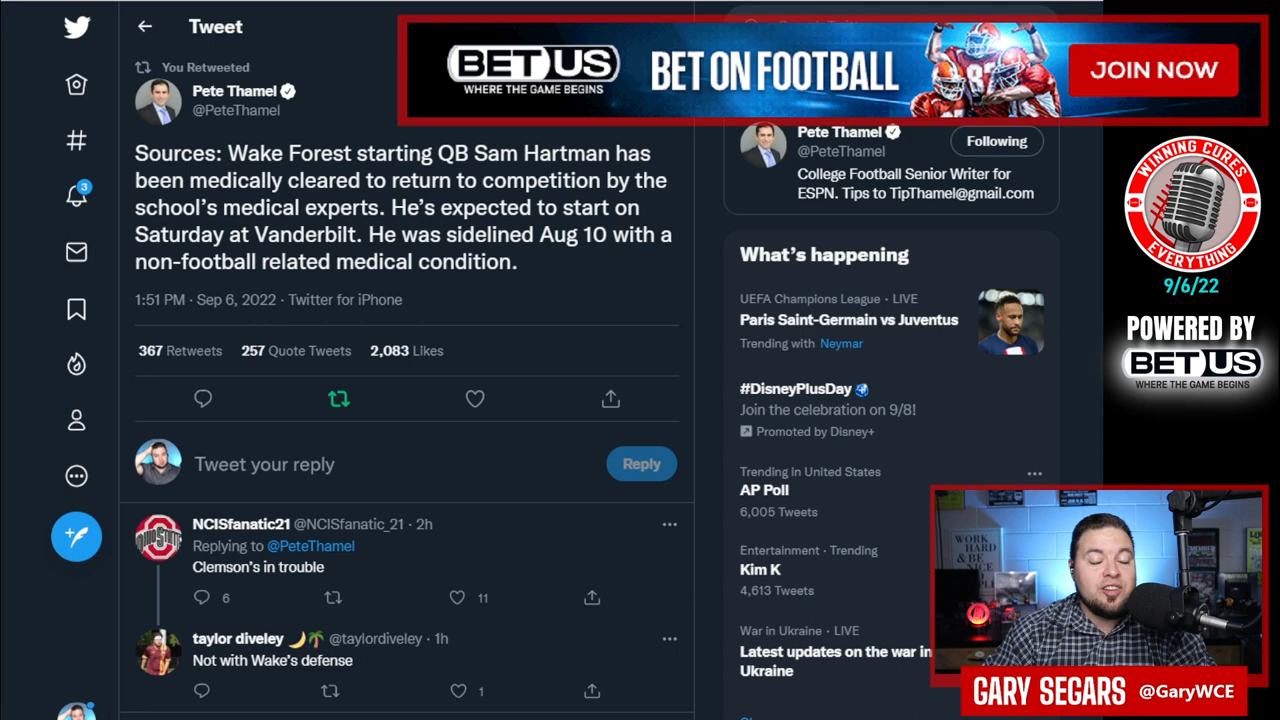 Tweet
You Retweeted
Pete Thamel
@PeteThamel
Sources: Wake Forest starting QB Sam Hartman has
been medically cleared to return to competition by the
school's medical experts. He's expected to start on
Saturday at Vanderbilt. He was sidelined Aug 10 with a
non-football related medical condition.
1:51 PM · Sep 6, 2022 · Twitter for iPhone
367 Retweets 257 Quote Tweets 2,083 Likes
3
Tweet your reply
Reply
NCISfanatic21 @NCISfanatic_21 · 2h
Replying to @PeteThamel
Clemson's in trouble
6 11
taylor diveley @taylordiveley · 1h
Not with Wake's defense
1
BETUS
WHERE THE GAME BEGINS
BET ON FOOTBALL
JOIN NOW
Pete Thamel
@PeteThamel
Following
College Football Senior Writer for
ESPN. Tips to TipThamel@gmail.com
What's happening
UEFA Champions League · LIVE
Paris Saint-Germain vs Juventus
Trending with Neymar
#DisneyPlusDay
Join the celebration on 9/8!
Promoted by Disney+
Trending in United States
AP Poll
6,005 Tweets
Entertainment · Trending
Kim K
4,613 Tweets
War in Ukraine · LIVE
Latest updates on the war in
Ukraine
WINNING CURES
EVERYTHING
9/6/22
POWERED BY
BETUS
WHERE THE GAME BEGINS
WORK
HARD
& BE
NICE
GARY SEGARS @GaryWCE